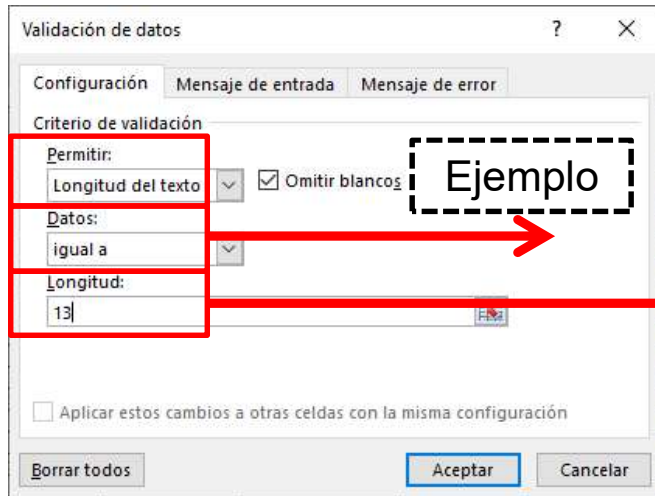 Validación de datos ?
Configuración Mensaje de entrada Mensaje de error
Criterio de validación
Permitir:
Longitud del texto Omitir blancos
Ejemplo
Datos:
igual a
Longitud:
13
Aplicar estos cambios a otras celdas con la misma configuración
Borrar todos Aceptar Cancelar